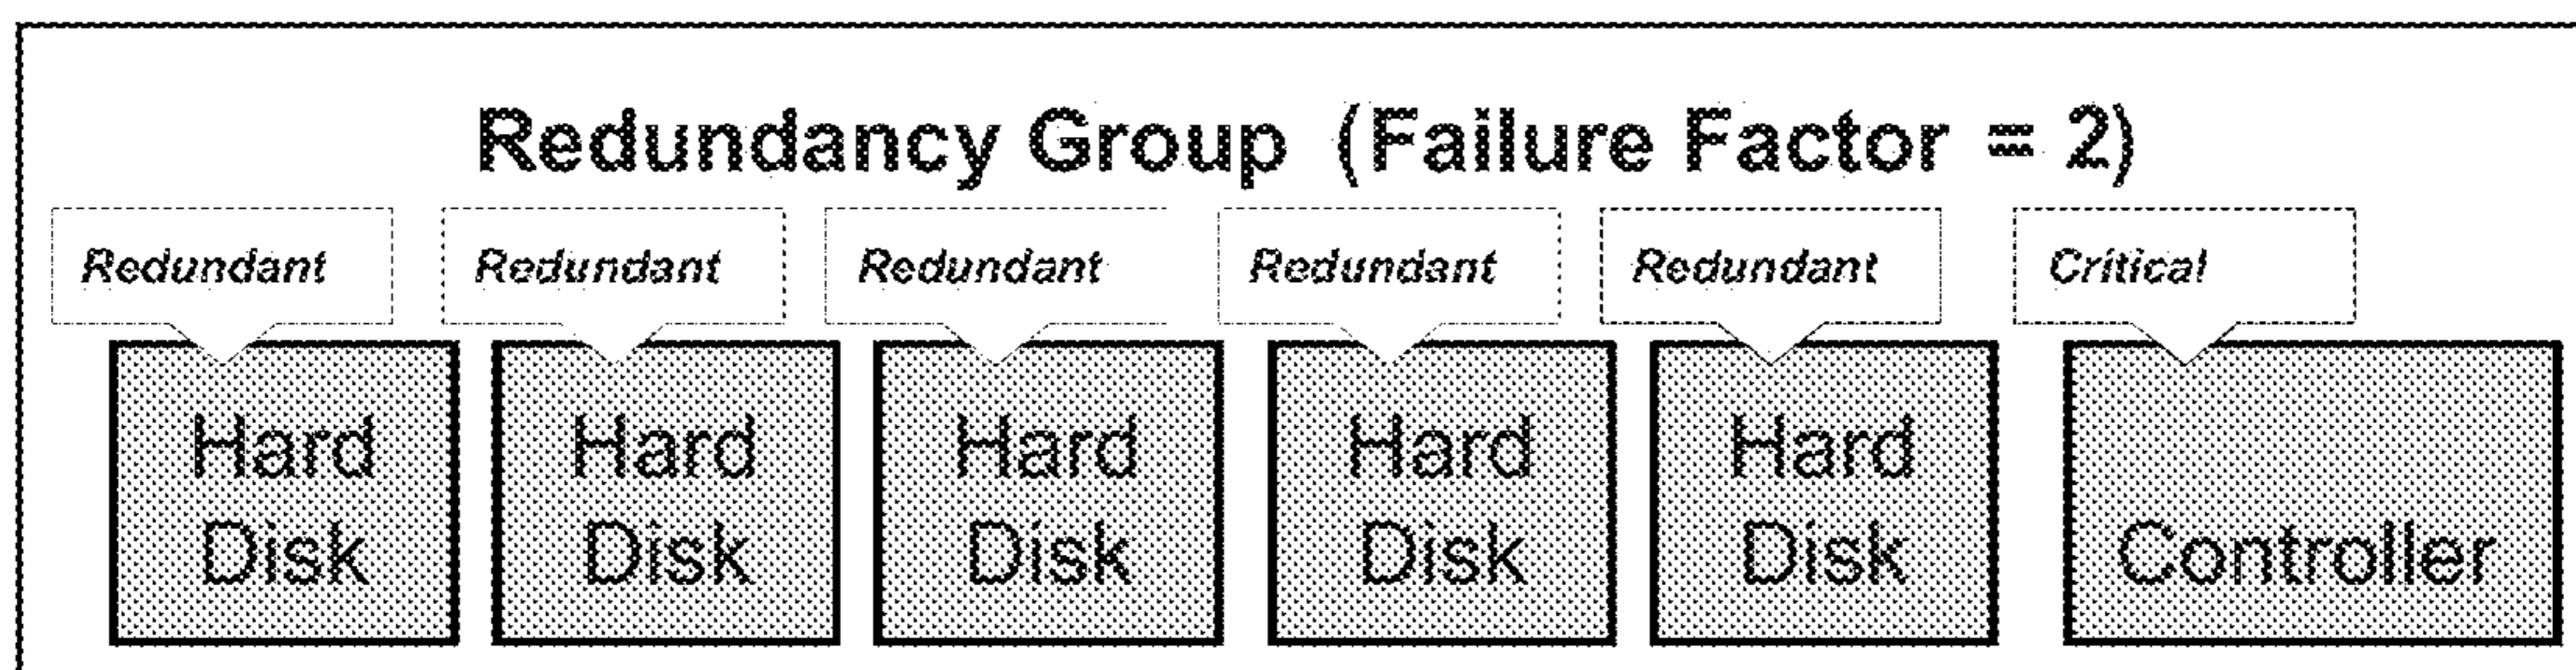 Redundancy Group (Failure Factor = 2)
Redundant Redundant Redundant Redundant Redundant Critical
Hard Hard Hard Hard Hard
Disk Disk Disk Disk Disk Controller